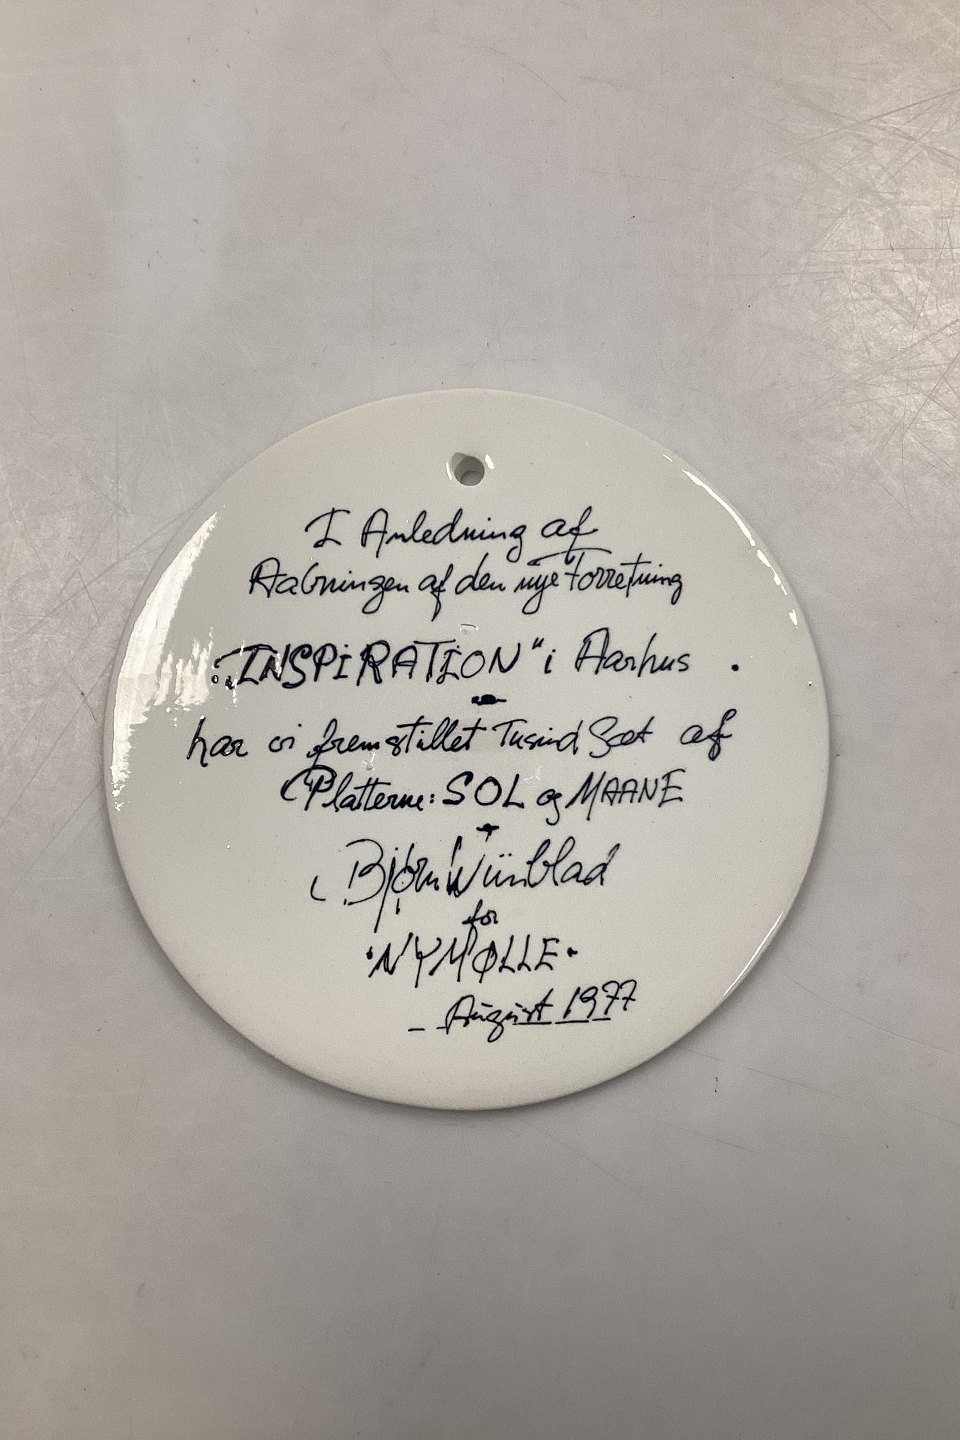 I Anledning af
Aabningen af den nye Forretning
„INSPIRATION“ i Aarhus .
har vi fremstillet Tusind Sæt af
Platterne: SOL og MAANE
Bjørn Wiinblad
for
·NYMØLLE·
– August 1977